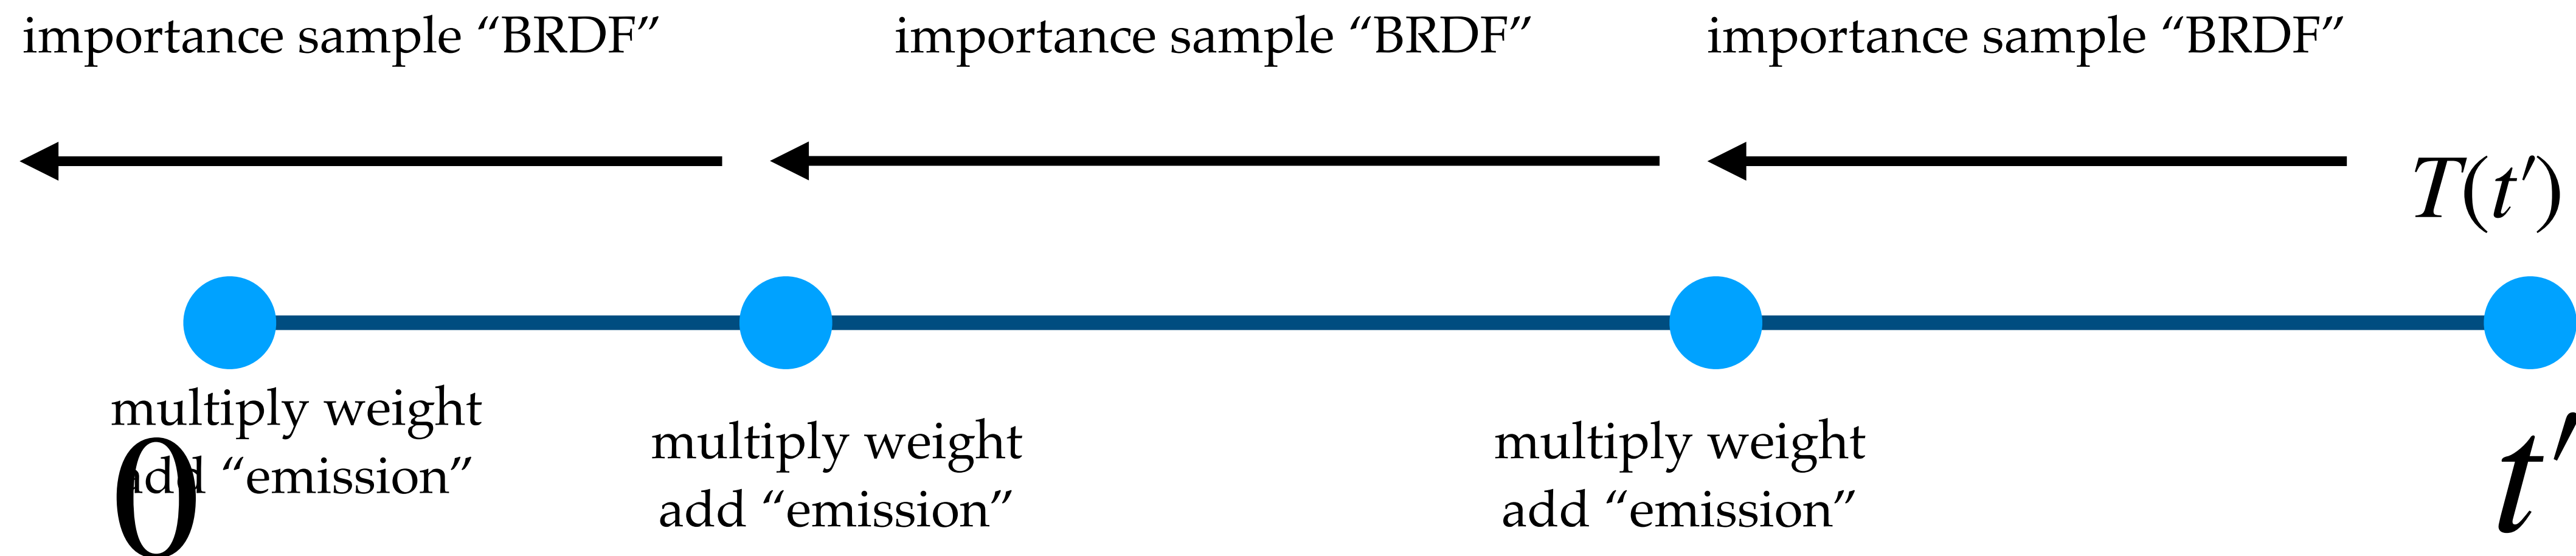 importance sample “BRDF”
importance sample “BRDF”
importance sample “BRDF”
T(t′)
multiply weight
add “emission”
0
multiply weight
add “emission”
multiply weight
add “emission”
t′